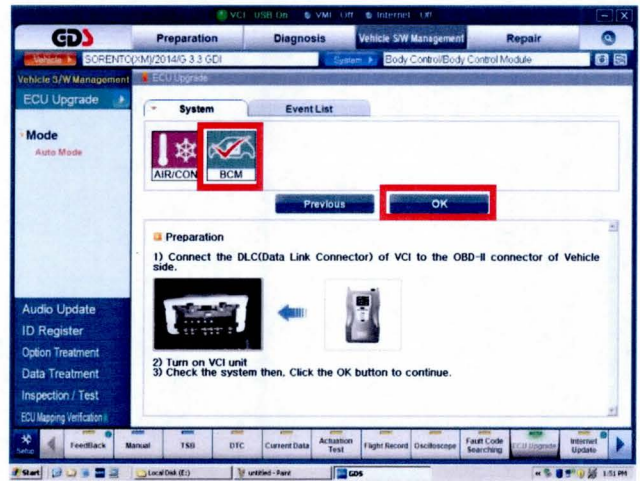 VCI USB On VMI Off Internet Off
GDS
Preparation
Diagnosis
Vehicle S/W Management
Repair
Vehicle
SORENTO(XM)/2014/G 3.3 GDI
System
Body Control/Body Control Module
Vehicle S/W Management
ECU Upgrade
ECU Upgrade
System
Event List
Mode
Auto Mode
AIR/CON
BCM
Previous
OK
Preparation
1) Connect the DLC(Data Link Connector) of VCI to the OBD-II connector of Vehicle
side.
2) Turn on VCI unit
3) Check the system then, Click the OK button to continue.
Audio Update
ID Register
Option Treatment
Data Treatment
Inspection / Test
ECU Mapping Verification
Setup
FeedBack
Manual
TSB
DTC
Current Data
Actuation
Test
Flight Record
Oscilloscope
Fault Code
Searching
ECU Upgrade
Internet
Update
Start
Local Disk (E:)
untitled - Paint
GDS
1:51 PM